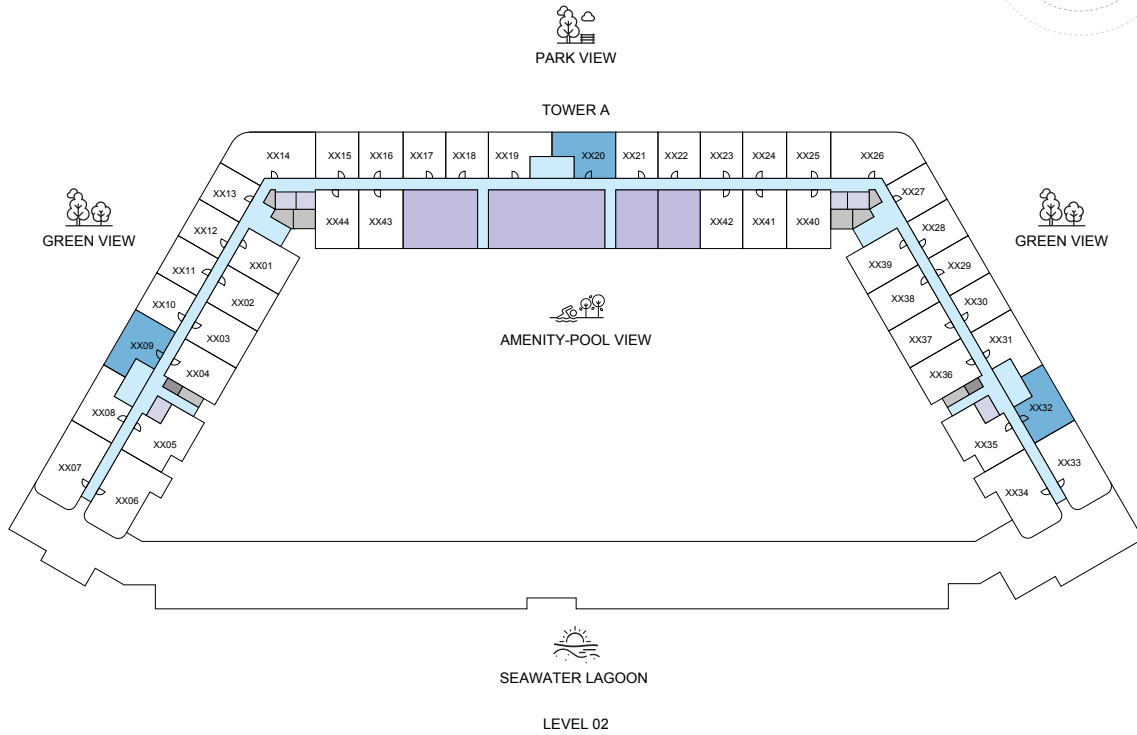 PARK VIEW
TOWER A
XX14
XX15
XX16
XX17
XX18
XX19
XX20
XX21
XX22
XX23
XX24
XX25
XX26
XX13
XX27
XX44
XX43
XX42
XX41
XX40
XX12
XX28
GREEN VIEW
GREEN VIEW
XX11
XX01
XX39
XX29
XX10
XX02
XX38
XX30
XX09
XX03
AMENITY-POOL VIEW
XX37
XX31
XX04
XX36
XX08
XX32
XX05
XX35
XX07
XX06
XX34
XX33
SEAWATER LAGOON
LEVEL 02